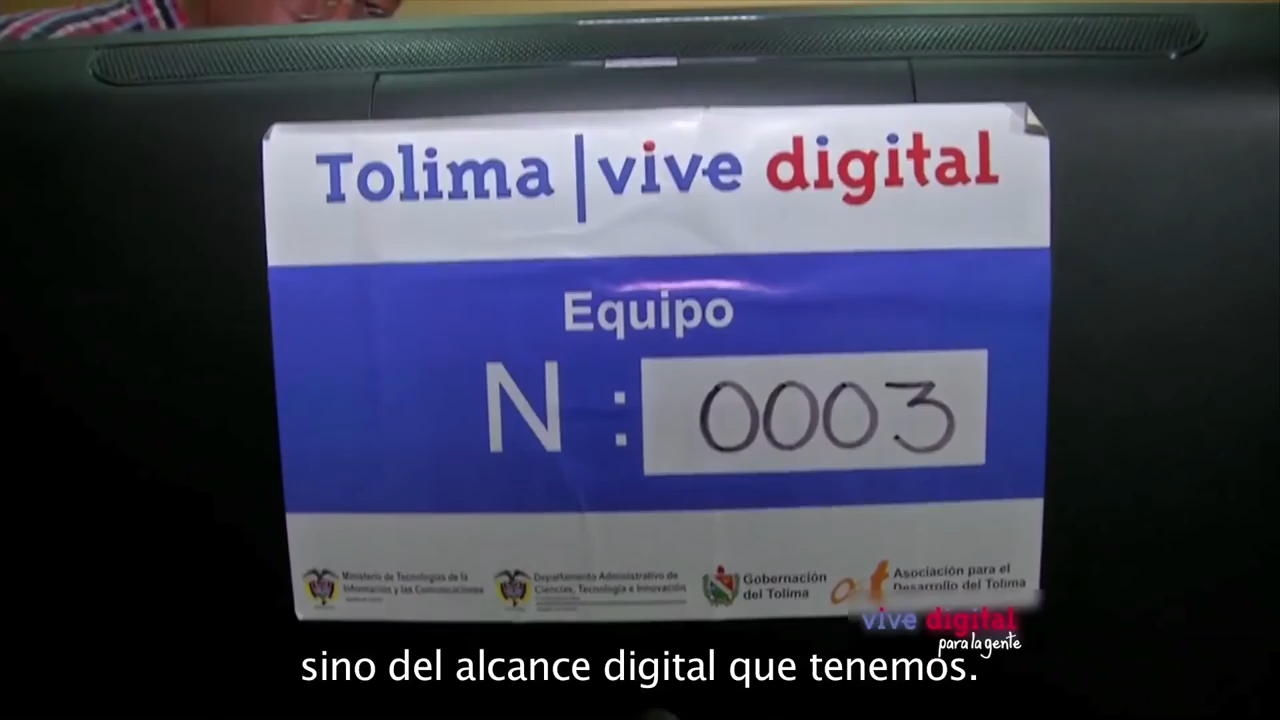 Tolima | vive digital
Equipo
N : 0003
Ministerio de Tecnologías de la
Información y las Comunicaciones
Departamento Administrativo de
Ciencias, Tecnología e Innovación
Gobernación
del Tolima
Asociación para el
Desarrollo del Tolima
vive digital
para la gente
sino del alcance digital que tenemos.